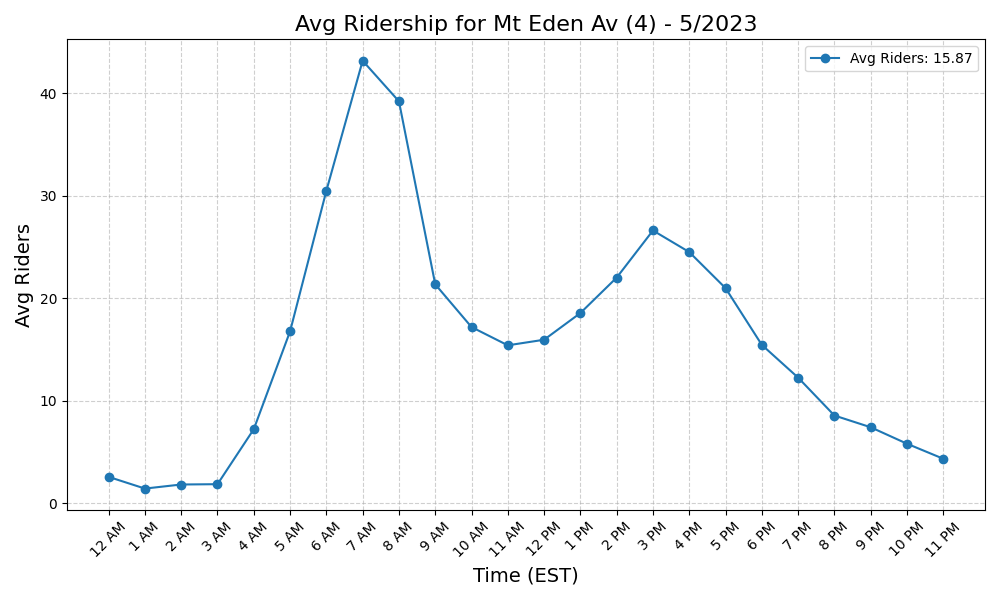 Avg Ridership for Mt Eden Av (4) - 5/2023
Avg Riders: 15.87
Avg Riders
40
30
20
10
0
12 AM
1 AM
2 AM
3 AM
4 AM
5 AM
6 AM
7 AM
8 AM
9 AM
10 AM
11 AM
12 PM
1 PM
2 PM
3 PM
4 PM
5 PM
6 PM
7 PM
8 PM
9 PM
10 PM
11 PM
Time (EST)